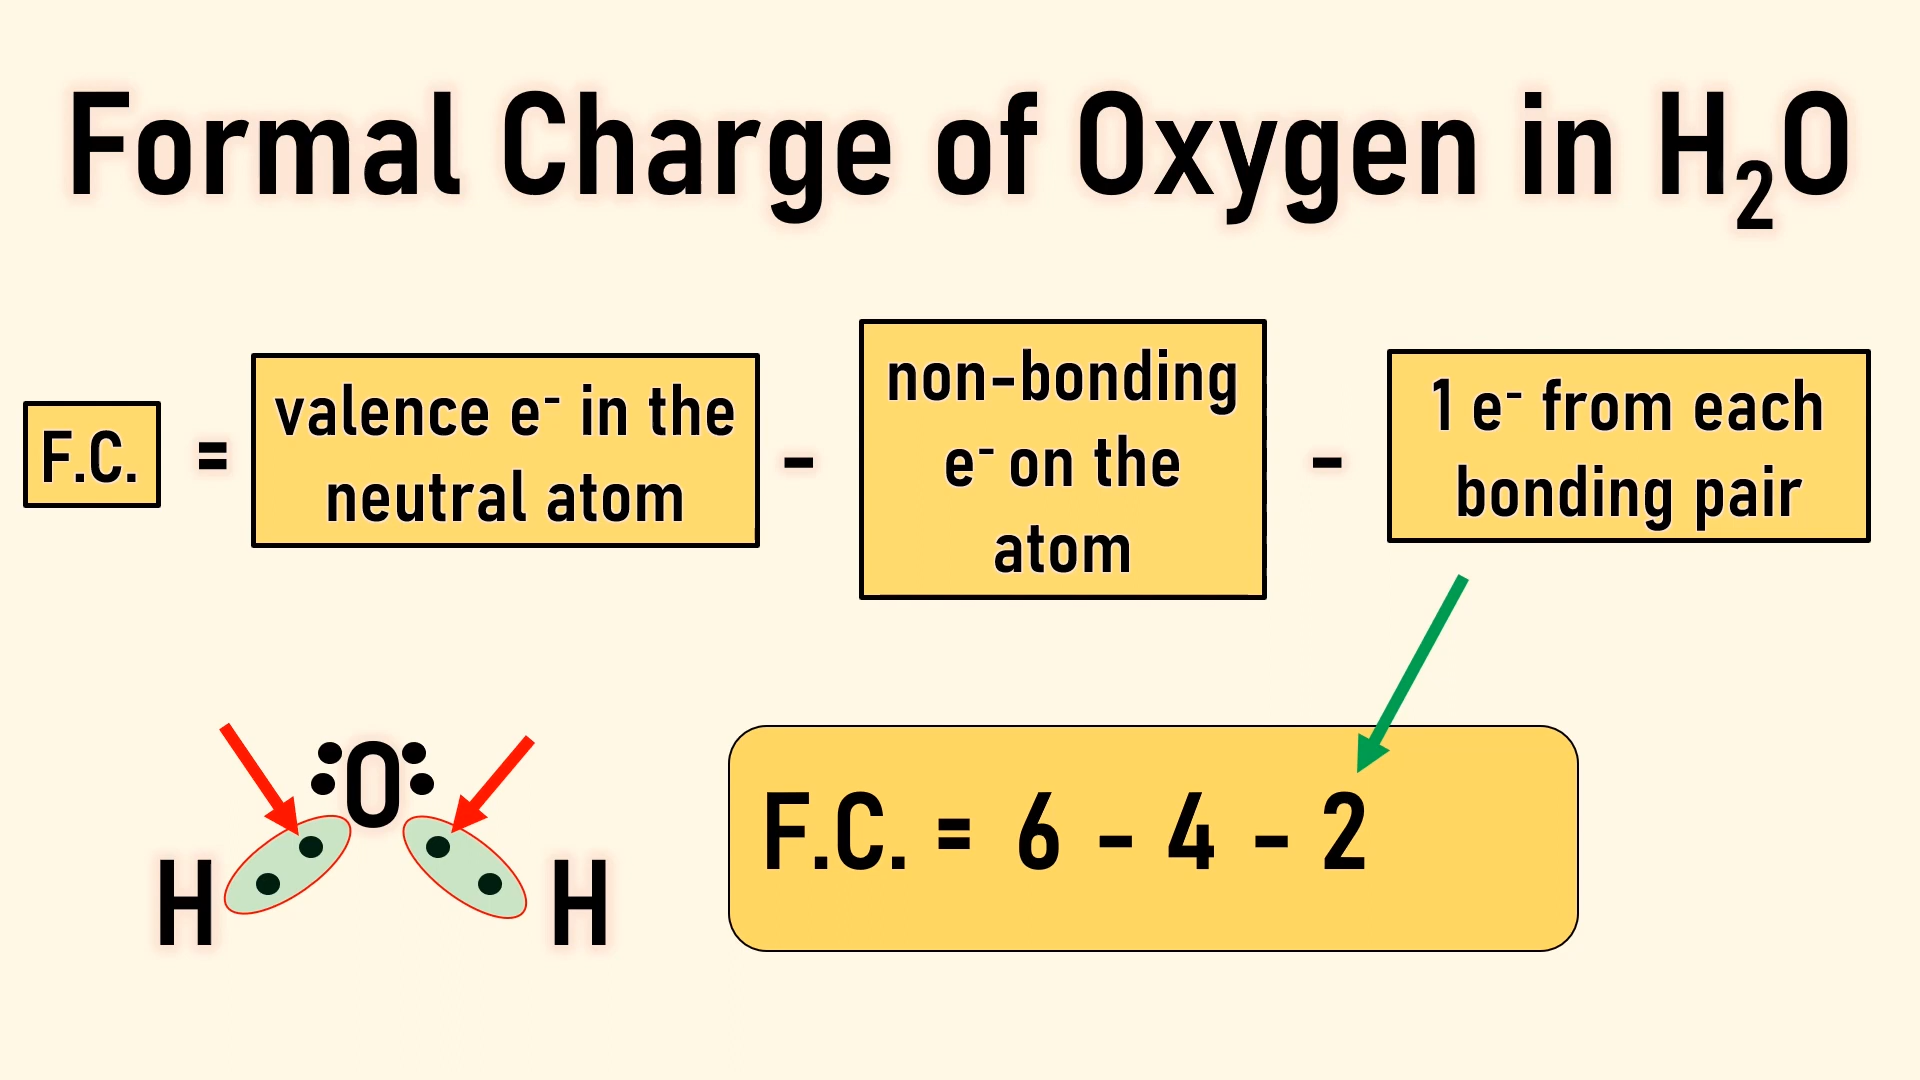 Formal Charge of Oxygen in H₂O
F.C. = valence e⁻ in the
neutral atom
-
non-bonding
e⁻ on the
atom
-
1 e⁻ from each
bonding pair
O
H H
F.C. = 6 - 4 - 2